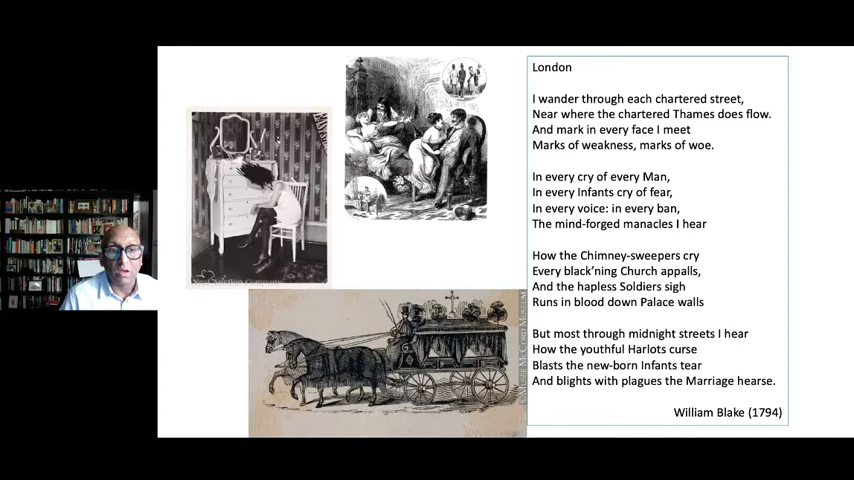 London
I wander through each chartered street,
Near where the chartered Thames does flow.
And mark in every face I meet
Marks of weakness, marks of woe.
In every cry of every Man,
In every Infants cry of fear,
In every voice: in every ban,
The mind-forged manacles I hear
How the Chimney-sweepers cry
Every black’ning Church appalls,
And the hapless Soldiers sigh
Runs in blood down Palace walls
But most through midnight streets I hear
How the youthful Harlots curse
Blasts the new-born Infants tear
And blights with plagues the Marriage hearse.
William Blake (1794)
Auction Company
McCORD MUSEUM